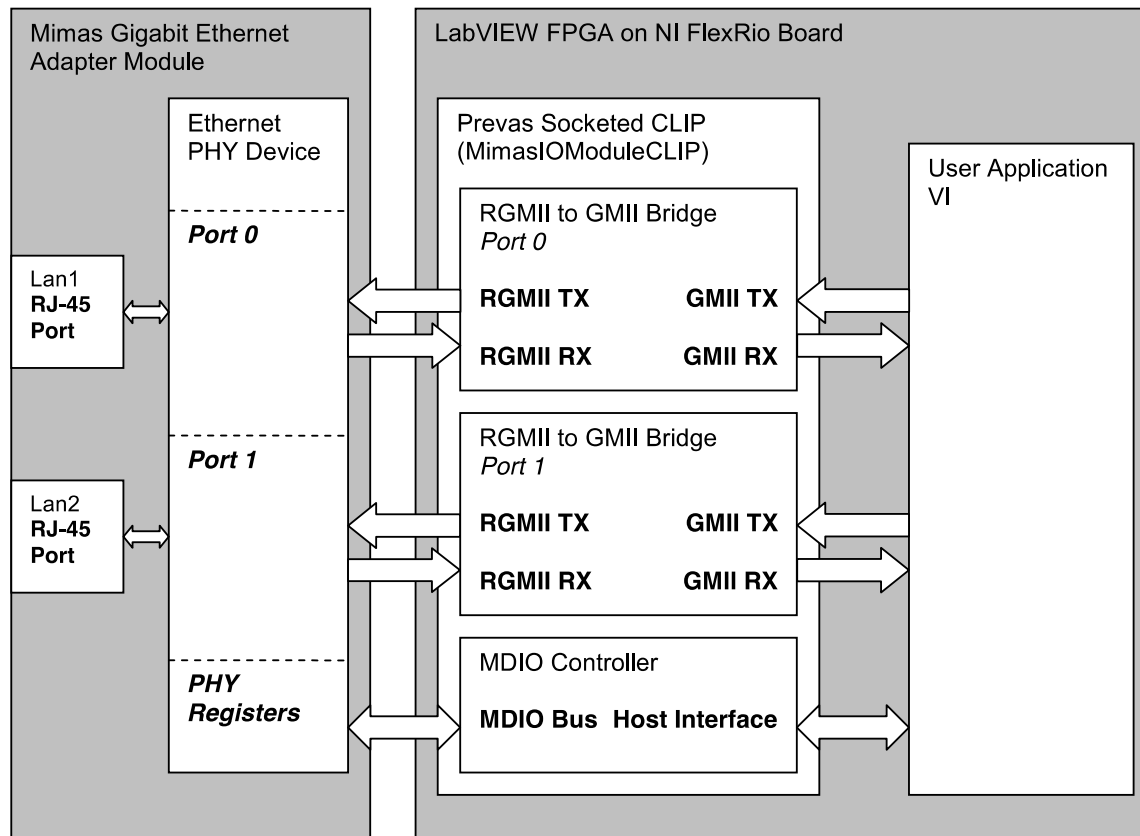 Mimas Gigabit Ethernet
Adapter Module
Ethernet
PHY Device
Port 0
Lan1
RJ-45
Port
Port 1
Lan2
RJ-45
Port
PHY
Registers
LabVIEW FPGA on NI FlexRio Board
Prevas Socketed CLIP
(MimasIOModuleCLIP)
RGMII to GMII Bridge
Port 0
RGMII TX GMII TX
RGMII RX GMII RX
RGMII to GMII Bridge
Port 1
RGMII TX GMII TX
RGMII RX GMII RX
MDIO Controller
MDIO Bus Host Interface
User Application
VI